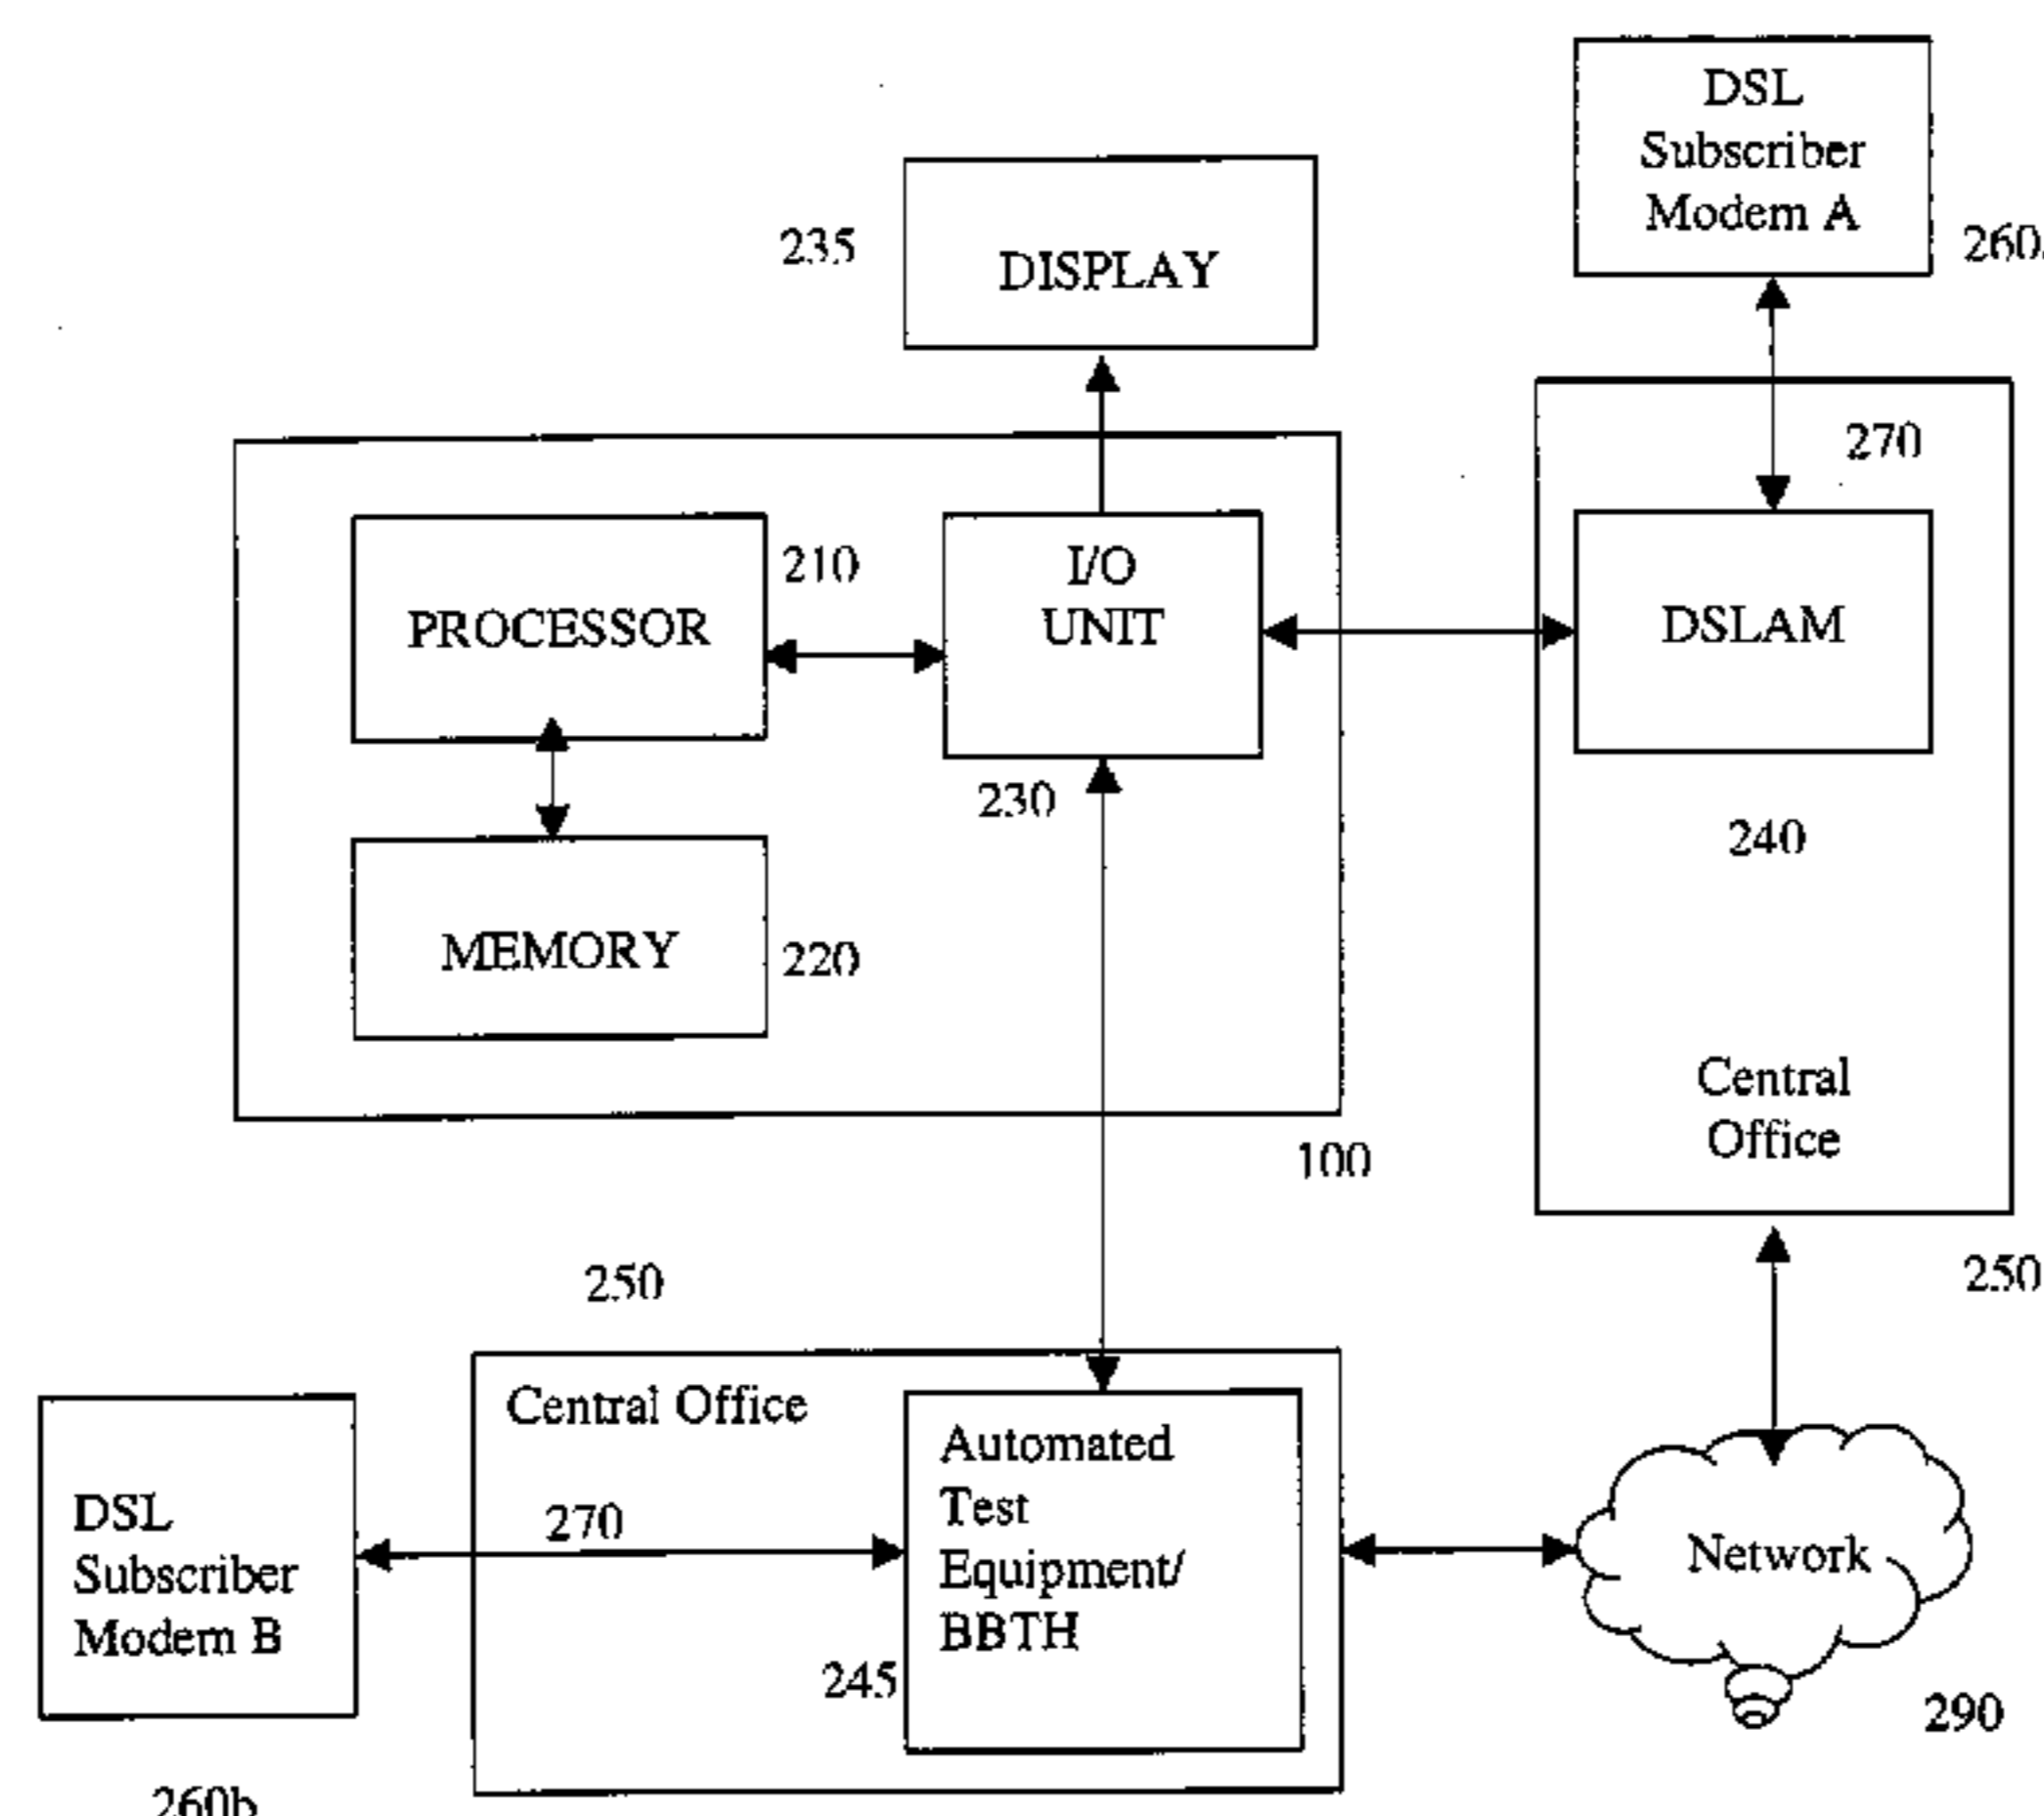 DSL
Subscriber
Modem A
260
235
DISPLAY
270
210
PROCESSOR
I/O
UNIT
DSLAM
230
240
MEMORY
220
Central
Office
100
250
250
Central Office
Automated
Test
Equipment/
BBTH
270
245
DSL
Subscriber
Modem B
Network
290
260b